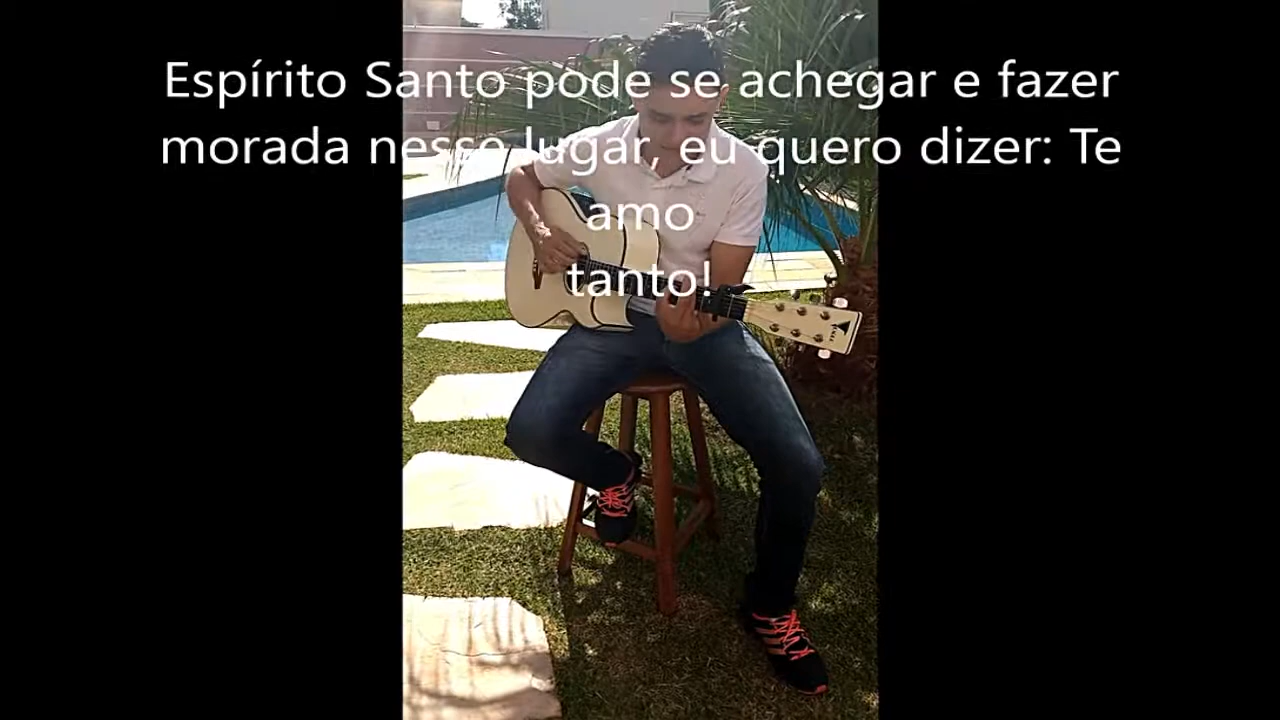 Espírito Santo pode se achegar e fazer
morada nesse lugar, eu quero dizer: Te
amo
tanto!